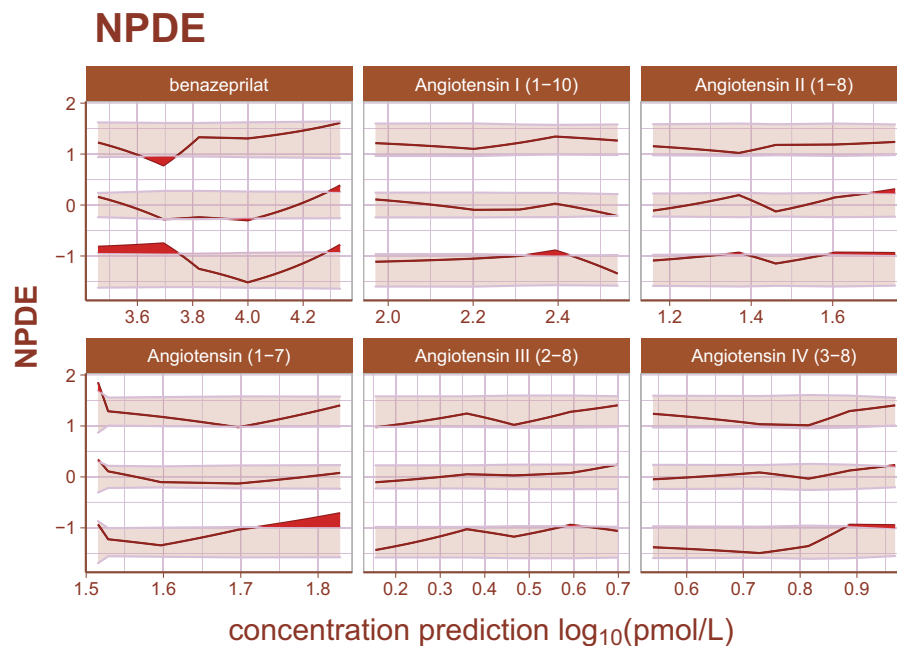 NPDE
benazeprilat
Angiotensin I (1−10)
Angiotensin II (1−8)
2
1
0
−1
3.6 3.8 4.0 4.2
2.0 2.2 2.4
1.2 1.4 1.6
NPDE
Angiotensin (1−7)
Angiotensin III (2−8)
Angiotensin IV (3−8)
2
1
0
−1
1.5 1.6 1.7 1.8
0.2 0.3 0.4 0.5 0.6 0.7
0.6 0.7 0.8 0.9
concentration prediction log₁₀(pmol/L)